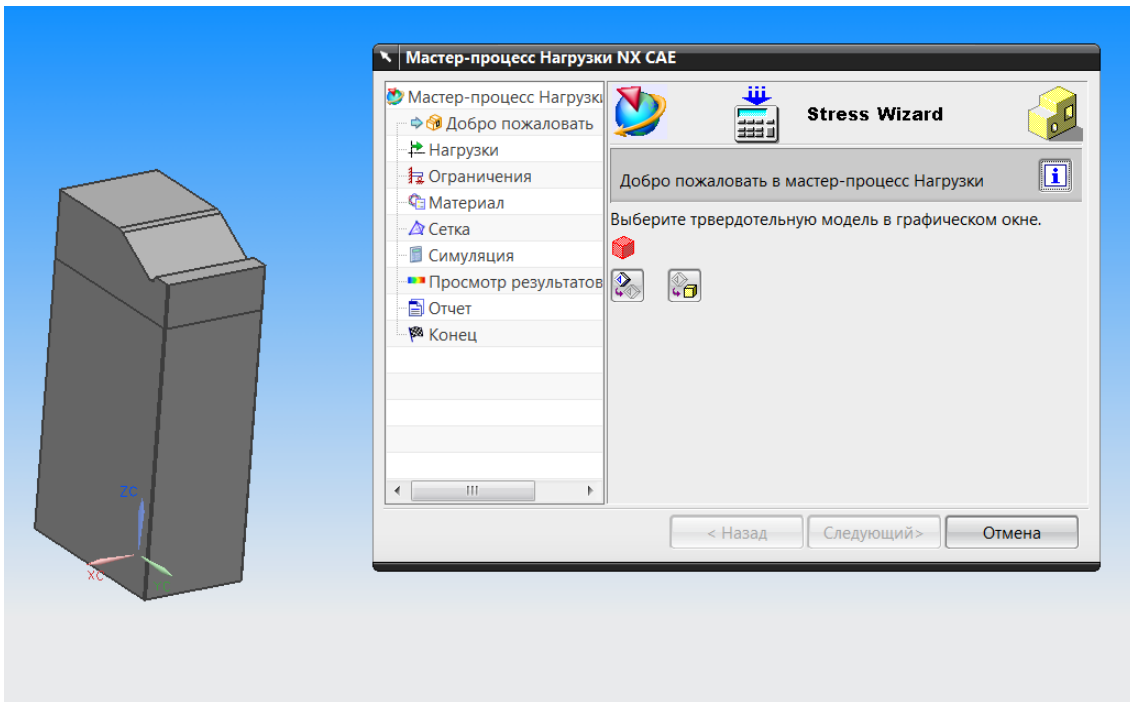 Мастер-процесс Нагрузки NX CAE
Мастер-процесс Нагрузки
Добро пожаловать
Нагрузки
Ограничения
Материал
Сетка
Симуляция
Просмотр результатов
Отчет
Конец
Stress Wizard
Добро пожаловать в мастер-процесс Нагрузки
Выберите трвердотельную модель в графическом окне.
< Назад
Следующий>
Отмена
ZC
XC
YC